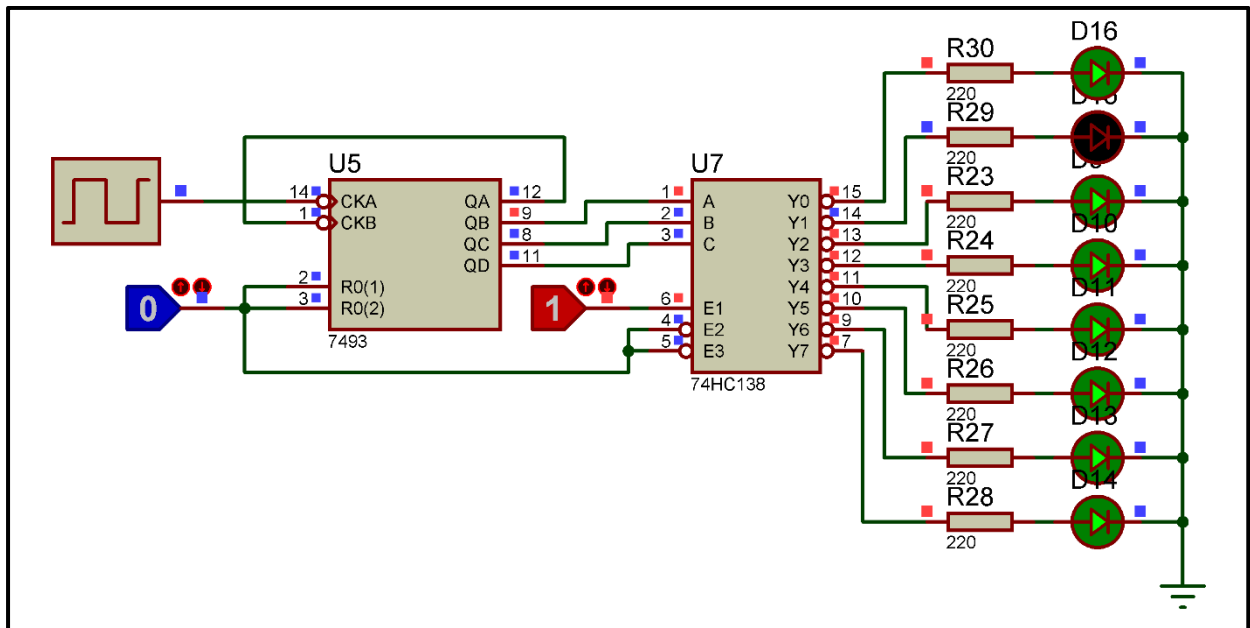 D16
R30
220
R29
220
R23
220
D10
R24
220
D11
R25
220
D12
R26
220
D13
R27
220
D14
R28
220
U5
14 CKA QA 12
1 CKB QB 9
QC 8
QD 11
2 R0(1)
3 R0(2)
7493
0
1
U7
1 A Y0 15
2 B Y1 14
3 C Y2 13
Y3 12
Y4 11
6 E1 Y5 10
4 E2 Y6 9
5 E3 Y7 7
74HC138